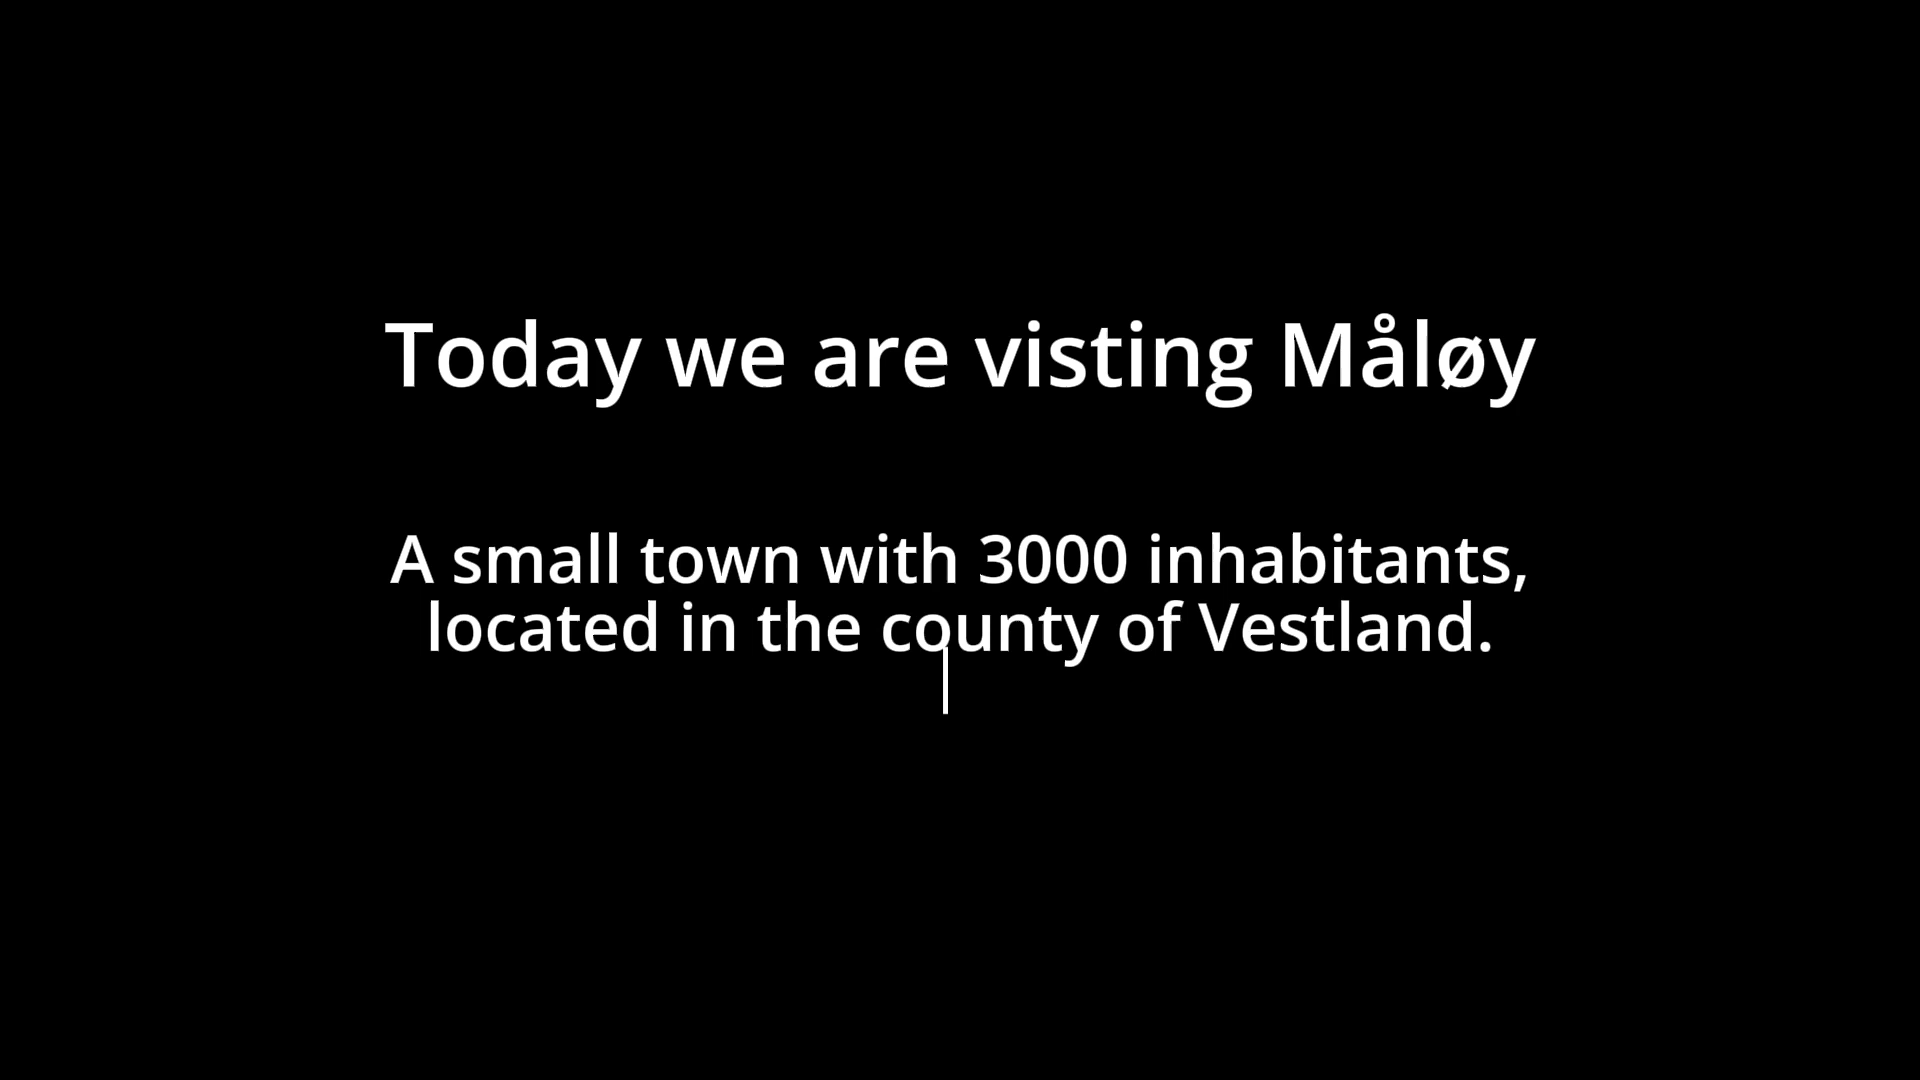 Today we are visting Måløy
A small town with 3000 inhabitants,
located in the county of Vestland.